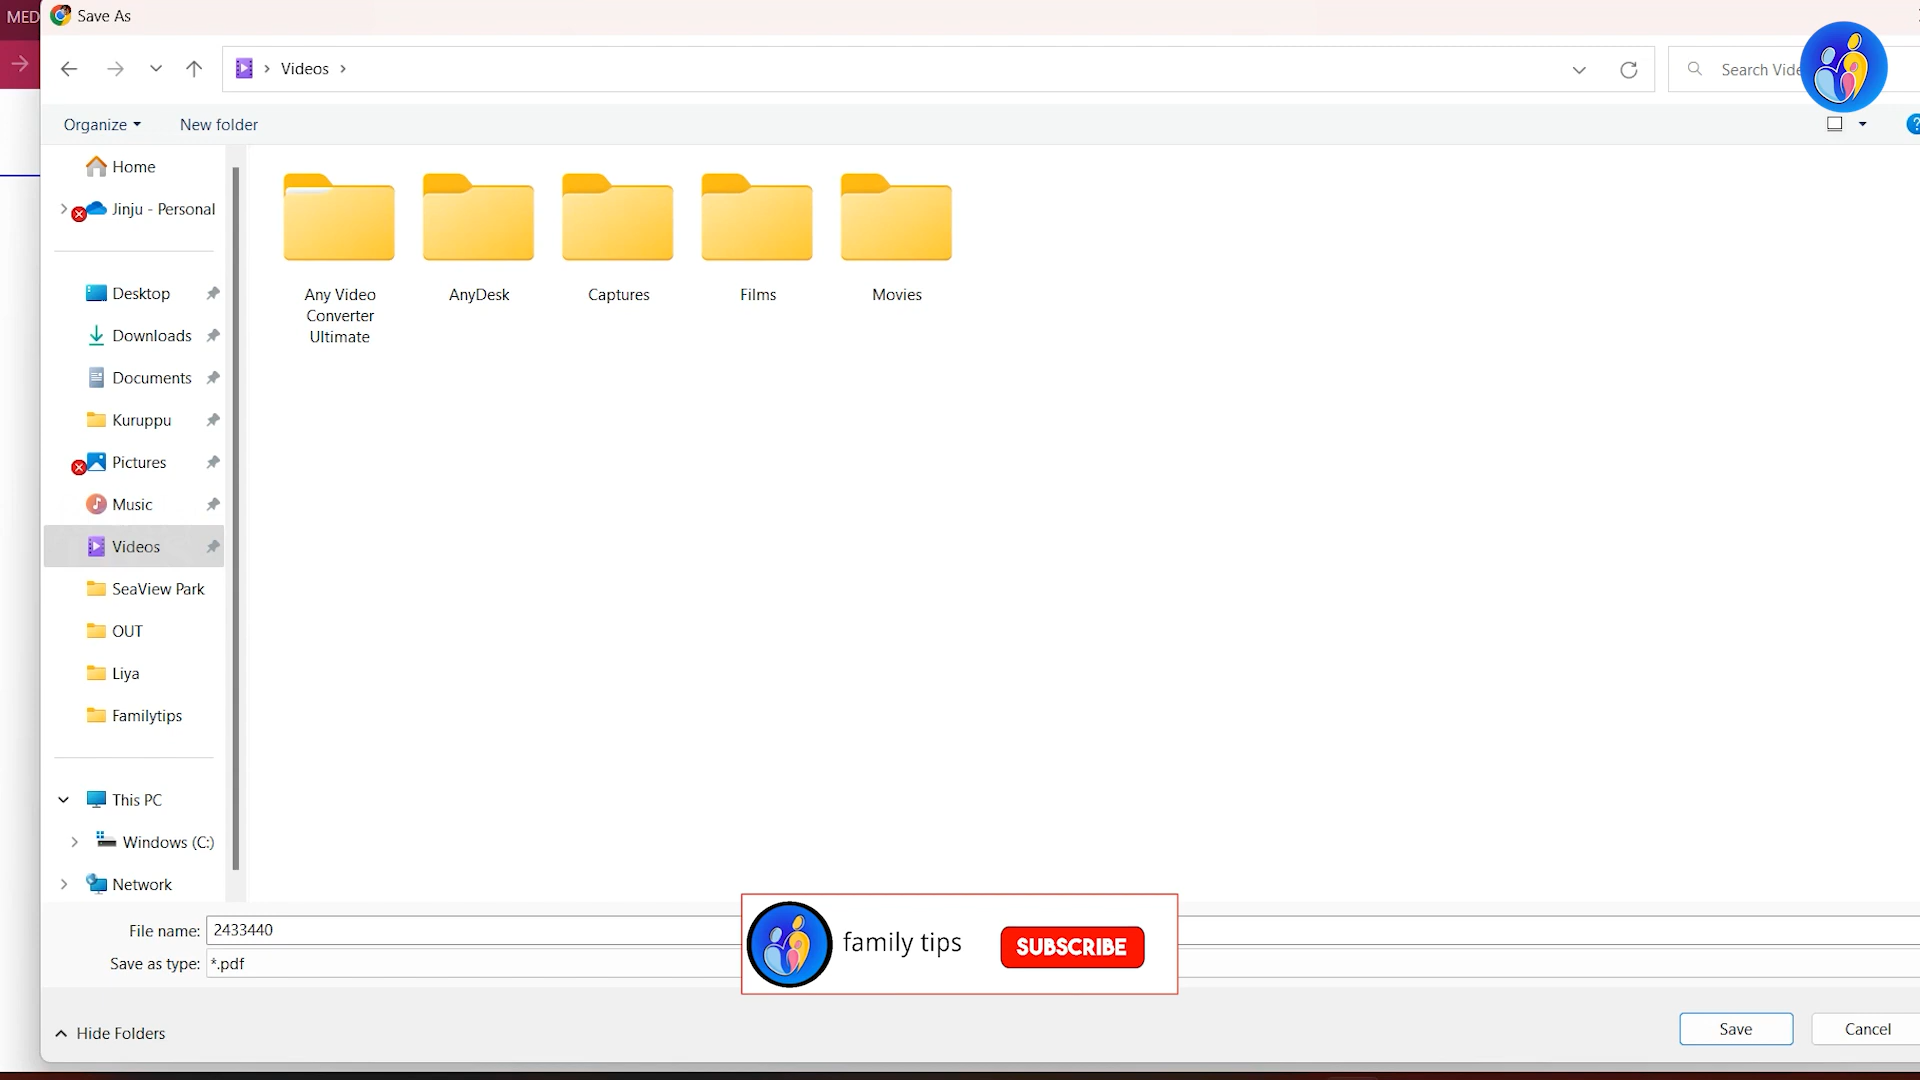 MED
Save As
Videos
Search Vide
Organize
New folder
Home
Jinju - Personal
Desktop
Downloads
Documents
Kuruppu
Pictures
Music
Videos
SeaView Park
OUT
Liya
Familytips
This PC
Windows (C:)
Network
Any Video
Converter
Ultimate
AnyDesk
Captures
Films
Movies
File name: 2433440
Save as type: *.pdf
family tips
SUBSCRIBE
Hide Folders
Save
Cancel